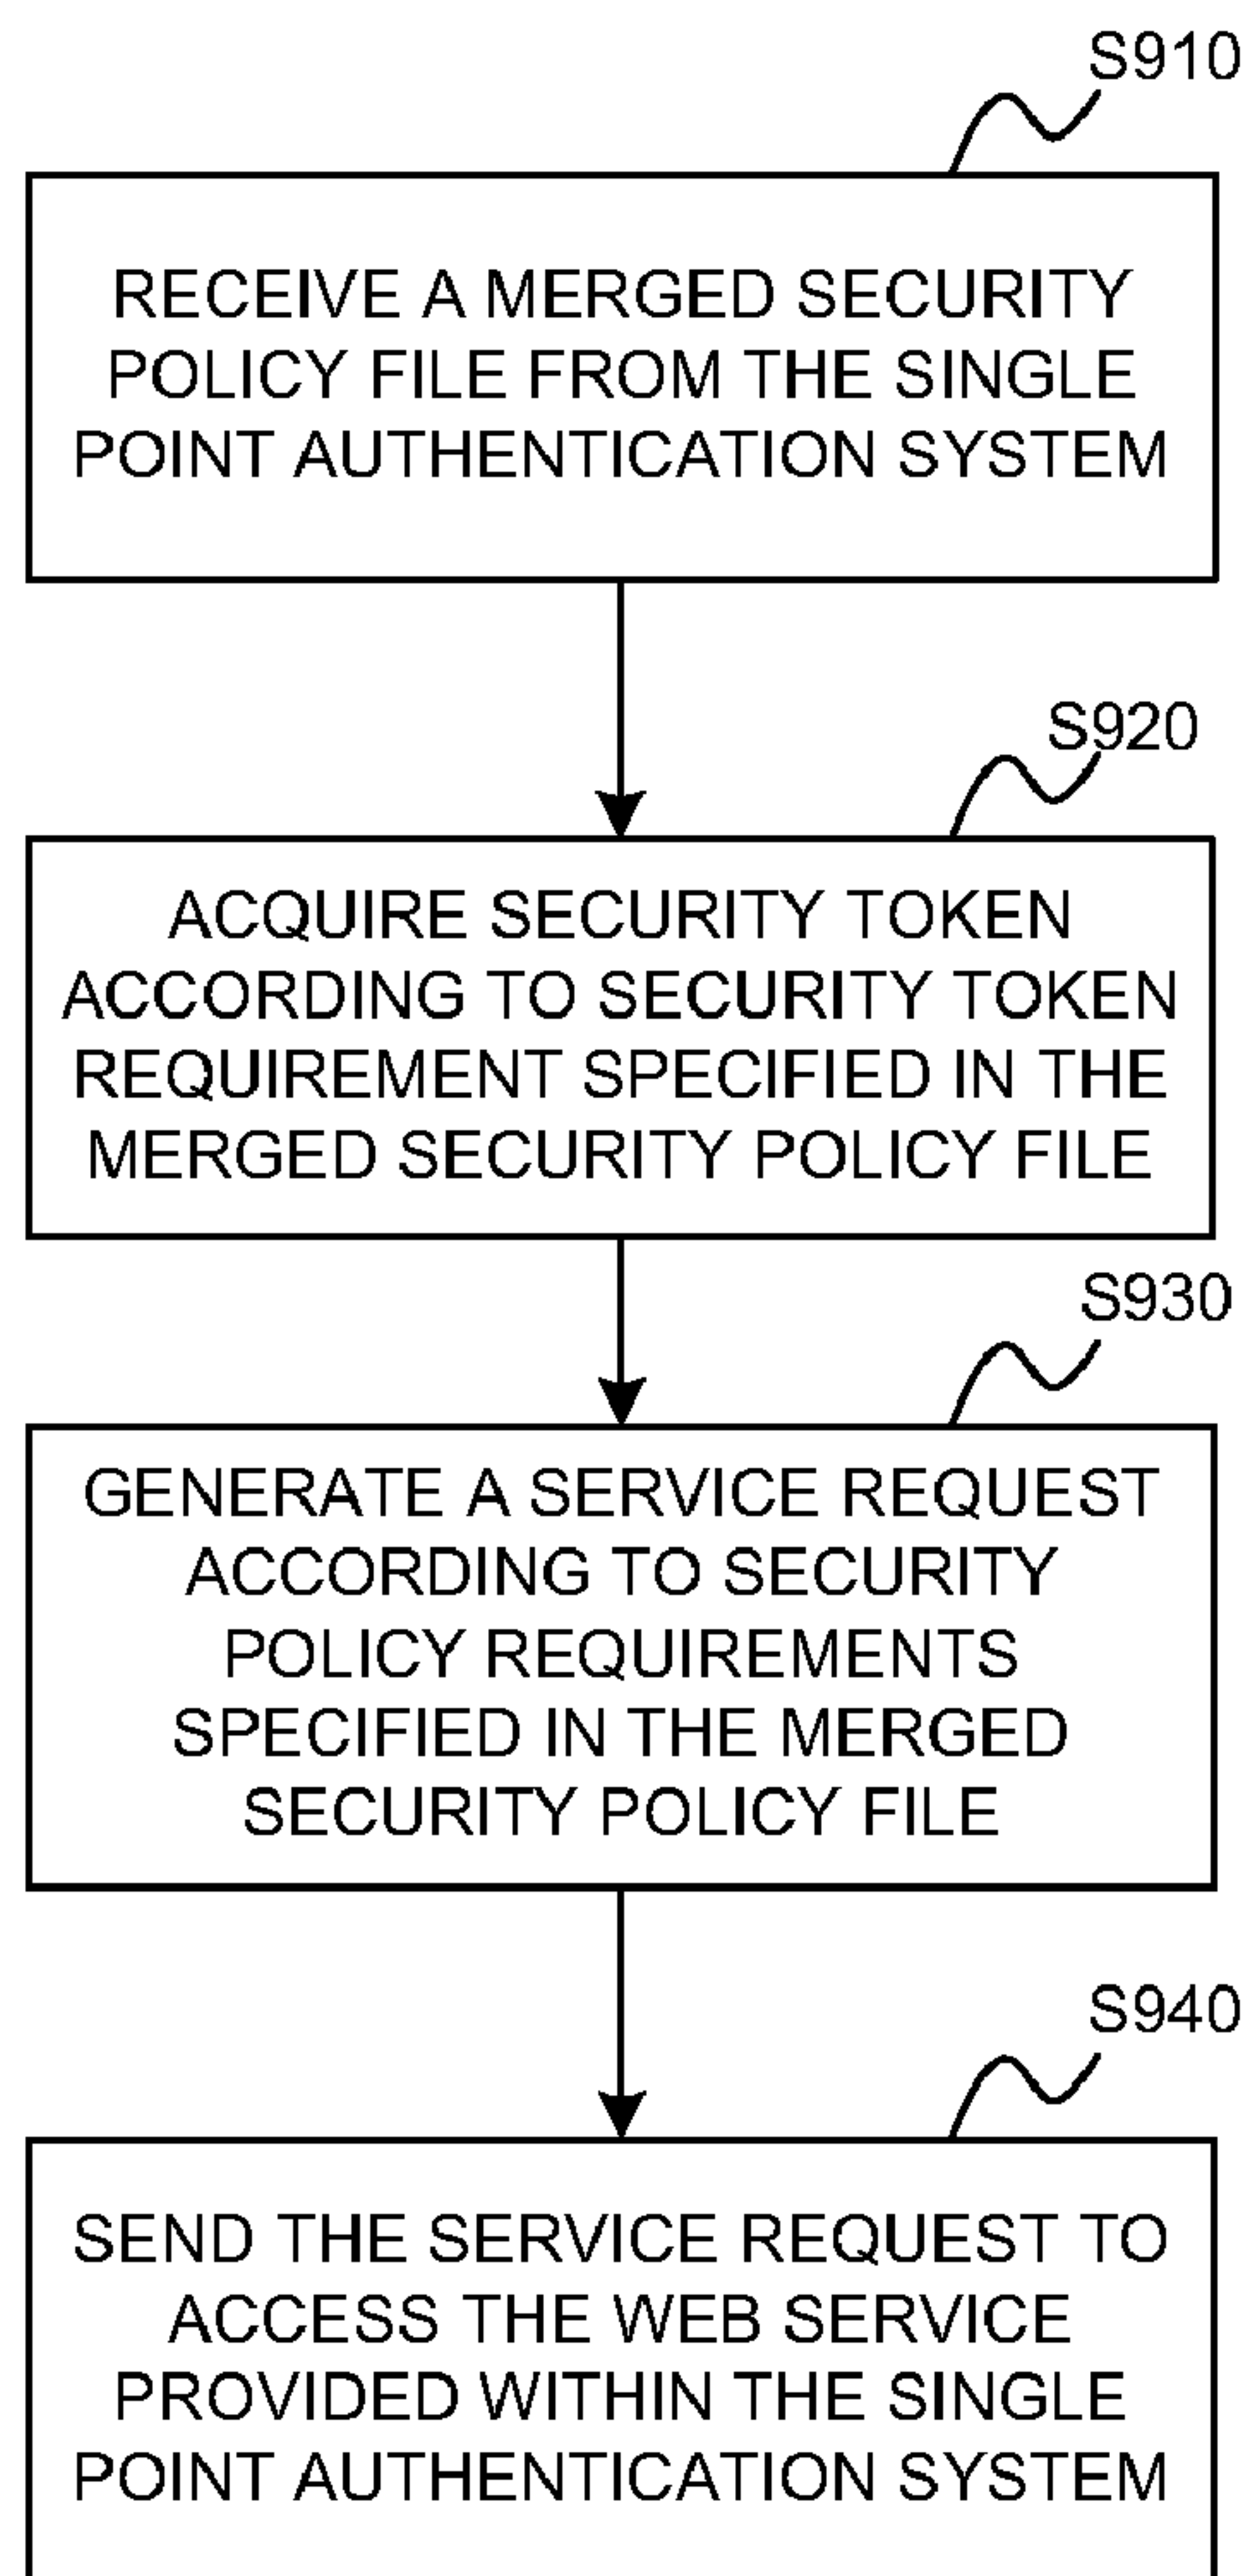 S910
RECEIVE A MERGED SECURITY
POLICY FILE FROM THE SINGLE
POINT AUTHENTICATION SYSTEM
S920
ACQUIRE SECURITY TOKEN
ACCORDING TO SECURITY TOKEN
REQUIREMENT SPECIFIED IN THE
MERGED SECURITY POLICY FILE
S930
GENERATE A SERVICE REQUEST
ACCORDING TO SECURITY
POLICY REQUIREMENTS
SPECIFIED IN THE MERGED
SECURITY POLICY FILE
S940
SEND THE SERVICE REQUEST TO
ACCESS THE WEB SERVICE
PROVIDED WITHIN THE SINGLE
POINT AUTHENTICATION SYSTEM